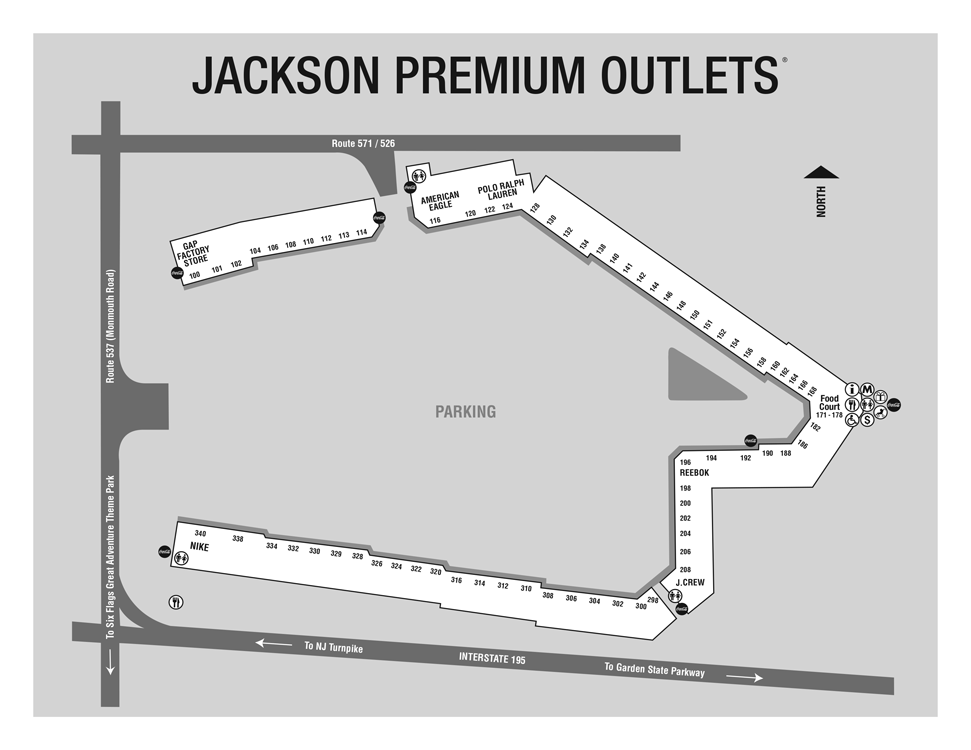 JACKSON PREMIUM OUTLETS®
Route 571 / 526
NORTH
AMERICAN
EAGLE
POLO RALPH
LAUREN
116 120 122 124
GAP
FACTORY
STORE
100 101 102 104 106 108 110 112 113 114
128 130 132 134 138 140 141 142 144 146 148 150 151 152 154 156 158 160 162 164 166 168
Route 537 (Monmouth Road)
PARKING
Food
Court
171 - 178
i M
S
182
186
188
190
192
194
196
REEBOK
198
200
202
204
206
208
J.CREW
340 338 334 332 330 329 328 326 324 322 320 316 314 312 310 308 306 304 302 300 298
NIKE
To Six Flags Great Adventure Theme Park
To NJ Turnpike
INTERSTATE 195
To Garden State Parkway